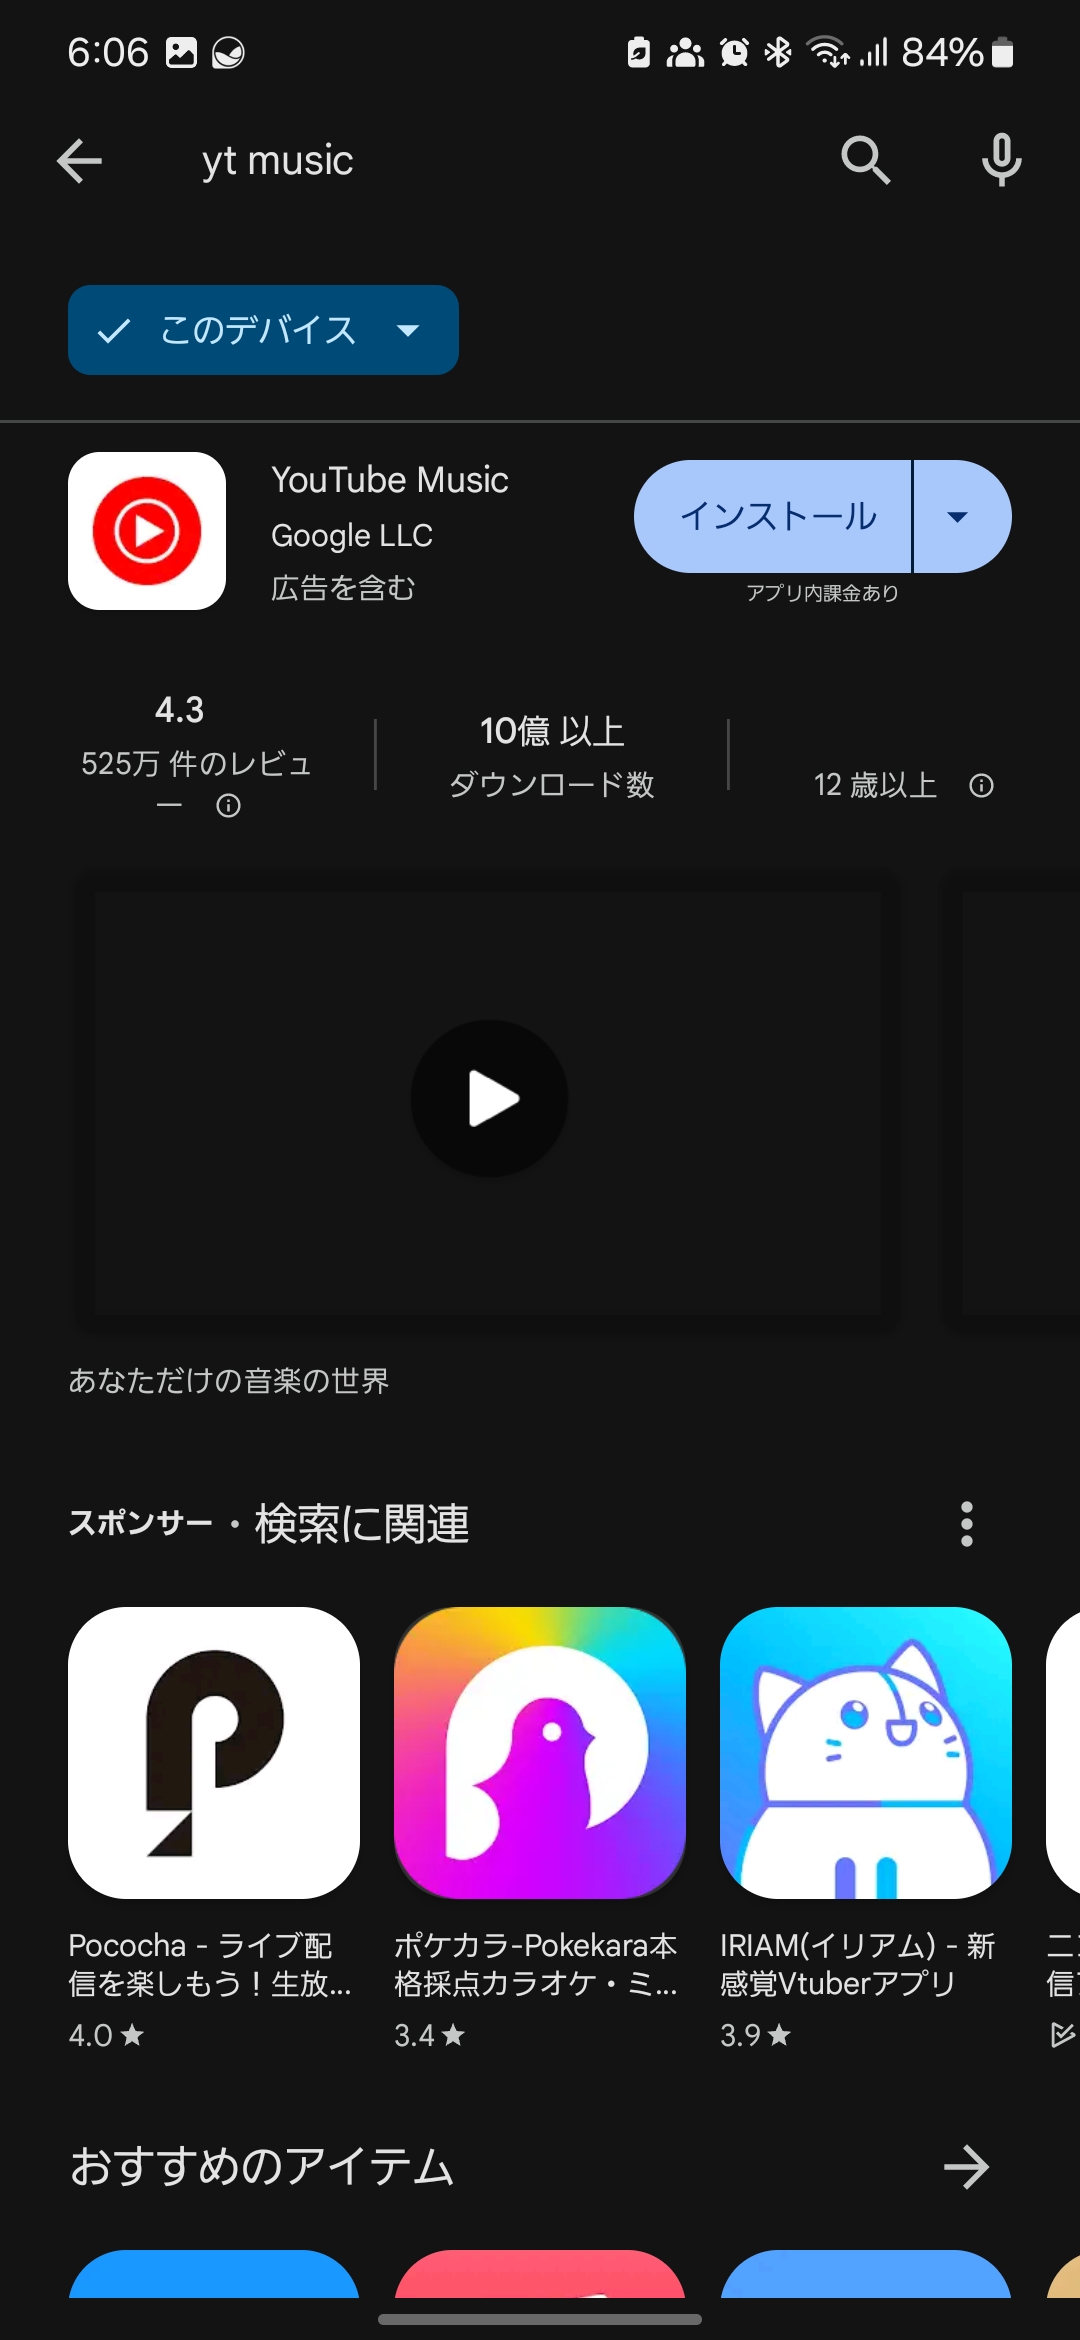 6:06
84%
yt music
このデバイス
YouTube Music
Google LLC
広告を含む
インストール
アプリ内課金あり
4.3
525万 件のレビュ
ー
10億 以上
ダウンロード数
12 歳以上
あなただけの音楽の世界
スポンサー・検索に関連
Pococha - ライブ配
信を楽しもう！生放...
4.0★
ポケカラ-Pokekara本
格採点カラオケ・ミ...
3.4★
IRIAM(イリアム) - 新
感覚Vtuberアプリ
3.9★
おすすめのアイテム